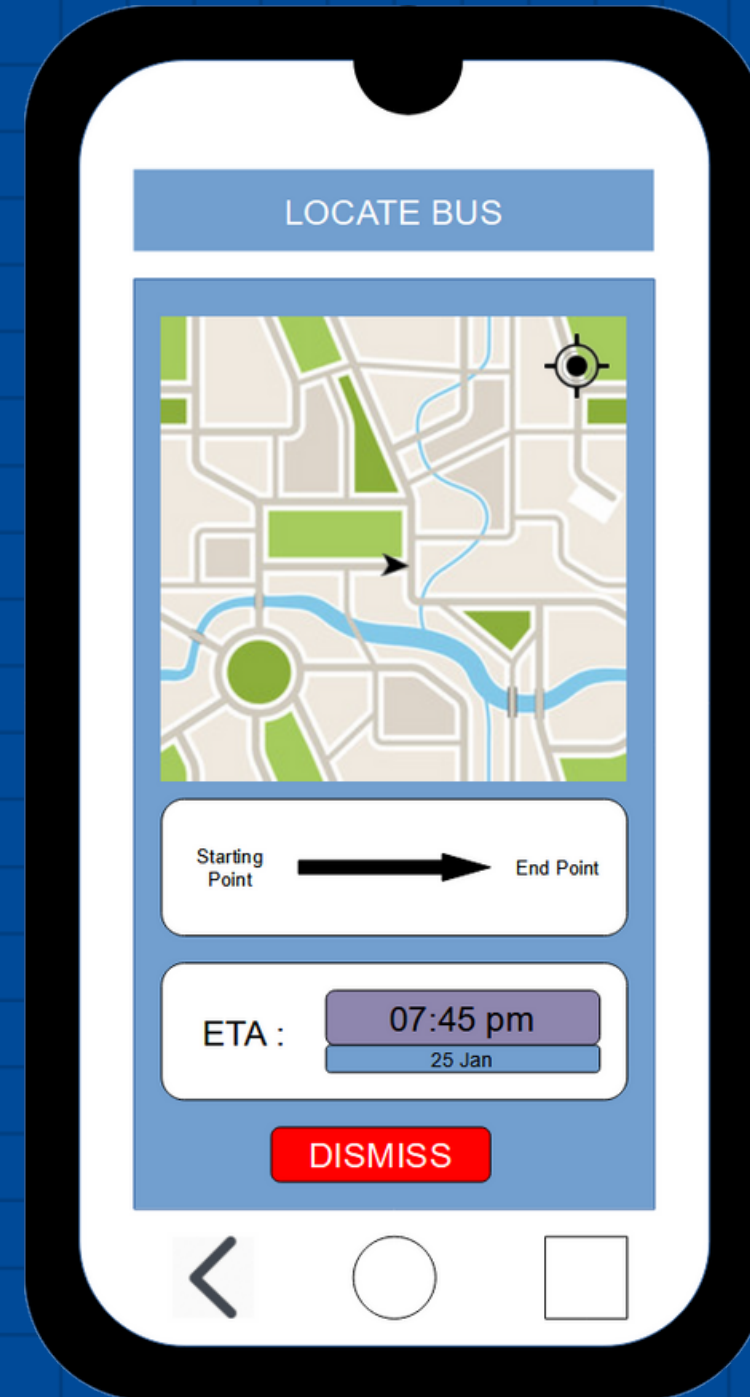 LOCATE BUS
Starting
Point
End Point
ETA :
07:45 pm
25 Jan
DISMISS